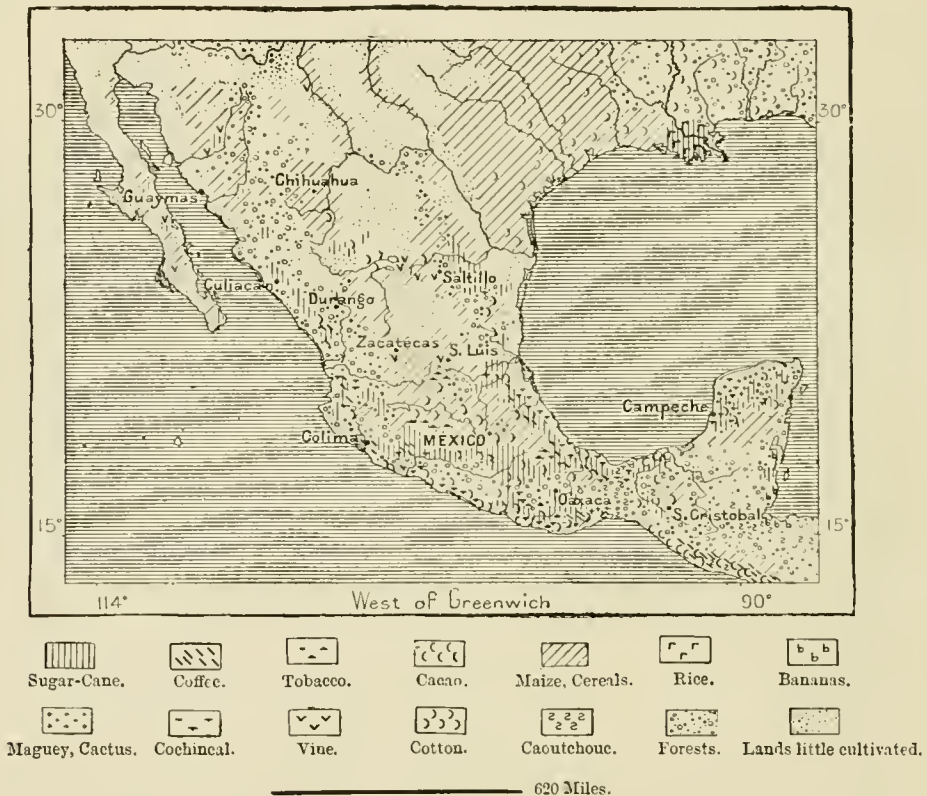 30° 30°
Chihuahua
Guaymas
Culiacan
Saltillo
Durango
Zacatecas
S. Luis
Campeche
Colima
MEXICO
Oaxaca
S. Cristobal
15° 15°
114° West of Greenwich 90°
Sugar-Cane. Coffee. Tobacco. Cacao. Maize, Cereals. Rice. Bananas.
b b b
Maguey, Cactus. Cochineal. Vine. Cotton. Caoutchouc. Forests. Lands little cultivated.
620 Miles.